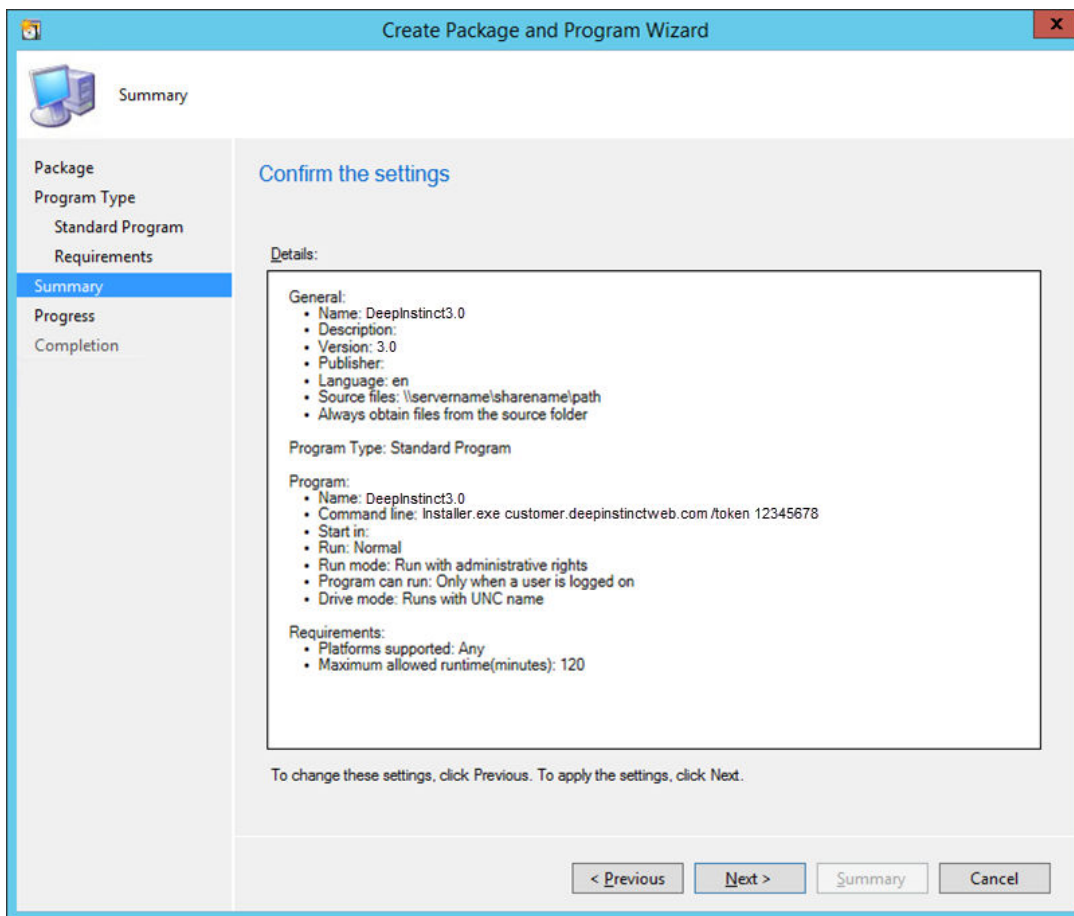 Create Package and Program Wizard
x
Summary
Package
Program Type
Standard Program
Requirements
Summary
Progress
Completion
Confirm the settings
Details:
General:
• Name: DeepInstinct3.0
• Description:
• Version: 3.0
• Publisher:
• Language: en
• Source files: \\servername\sharename\path
• Always obtain files from the source folder
Program Type: Standard Program
Program:
• Name: DeepInstinct3.0
• Command line: Installer.exe customer.deepinstinctweb.com /token 12345678
• Start in:
• Run: Normal
• Run mode: Run with administrative rights
• Program can run: Only when a user is logged on
• Drive mode: Runs with UNC name
Requirements:
• Platforms supported: Any
• Maximum allowed runtime(minutes): 120
To change these settings, click Previous. To apply the settings, click Next.
< Previous
Next >
Summary
Cancel